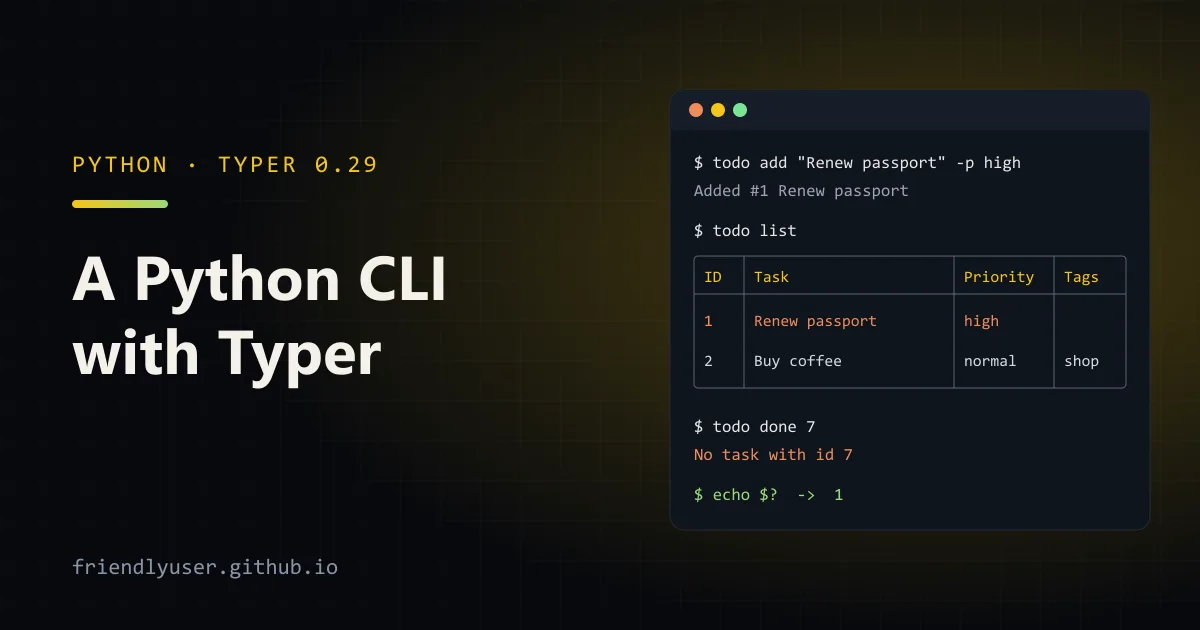 PYTHON · TYPER 0.29
A Python CLI
with Typer
friendlyuser.github.io
$ todo add "Renew passport" -p high
Added #1 Renew passport
$ todo list
ID Task Priority Tags
1 Renew passport high
2 Buy coffee normal shop
$ todo done 7
No task with id 7
$ echo $? -> 1